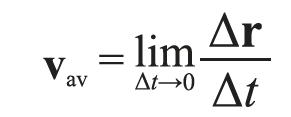 v_av = lim_{Δt→0} Δr/Δt